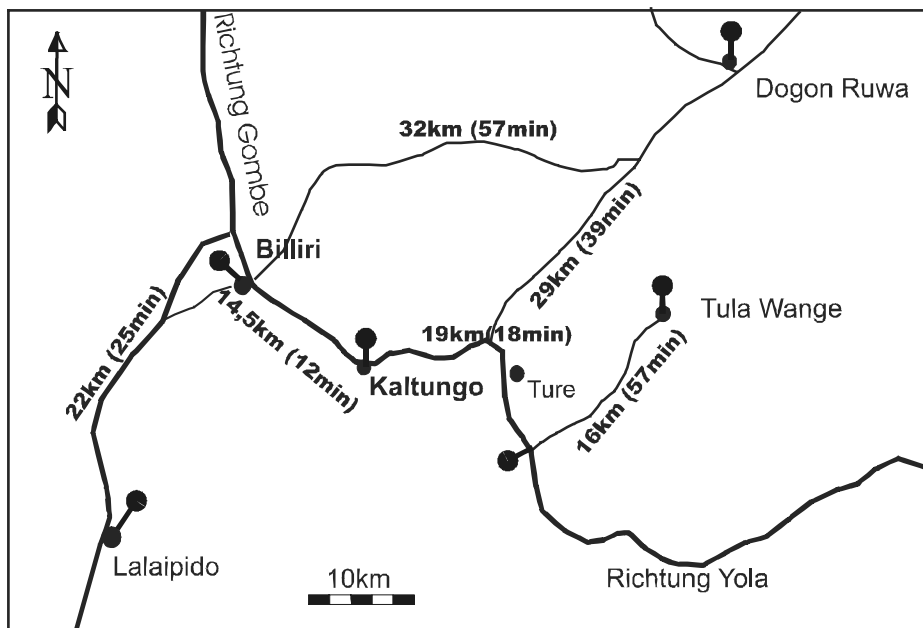 N
Richtung Gombe
Dogon Ruwa
32km (57min)
Billiri
29km (39min)
Tula Wange
14,5km (12min)
19km(18min)
22km (25min)
Kaltungo
Ture
16km (57min)
Lalaipido
10km
Richtung Yola